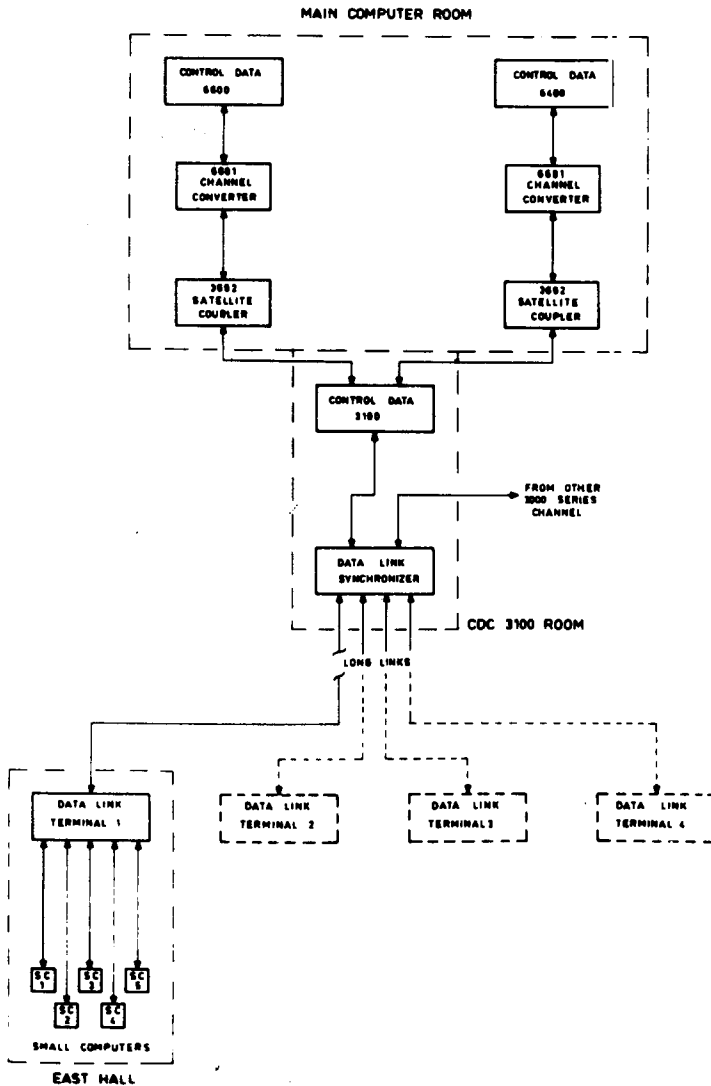 MAIN COMPUTER ROOM
CONTROL DATA
6600
CONTROL DATA
6400
6681
CHANNEL
CONVERTER
6681
CHANNEL
CONVERTER
3682
SATELLITE
COUPLER
3682
SATELLITE
COUPLER
CONTROL DATA
3100
FROM OTHER
3000 SERIES
CHANNEL
DATA LINK
SYNCHRONIZER
CDC 3100 ROOM
LONG LINKS
DATA LINK
TERMINAL 1
DATA LINK
TERMINAL 2
DATA LINK
TERMINAL 3
DATA LINK
TERMINAL 4
SC
1
SC
3
SC
5
SC
2
SC
4
SMALL COMPUTERS
EAST HALL